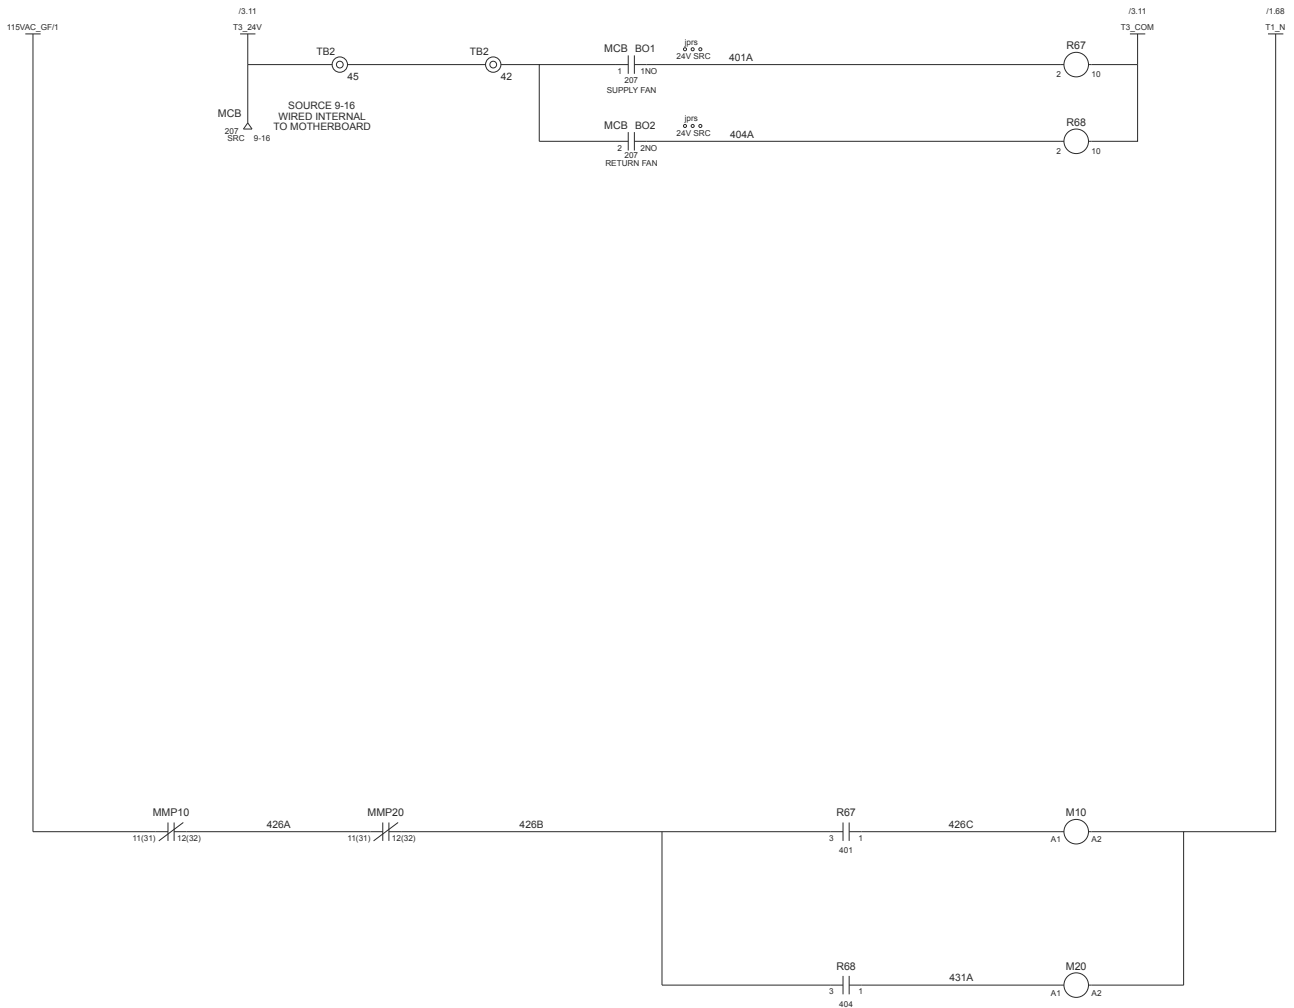 /3.11
/3.11
/1.68
115VAC_GF/1
T3_24V
T3_COM
T1_N
TB2
45
TB2
42
MCB BO1
1 1NO
207
SUPPLY FAN
jprs
24V SRC
401A
R67
2 10
MCB
207
SRC 9-16
SOURCE 9-16
WIRED INTERNAL
TO MOTHERBOARD
MCB BO2
2 2NO
207
RETURN FAN
jprs
24V SRC
404A
R68
2 10
MMP10
11(31) 12(32)
426A
MMP20
11(31) 12(32)
426B
R67
3 1
401
426C
M10
A1 A2
R68
3 1
404
431A
M20
A1 A2